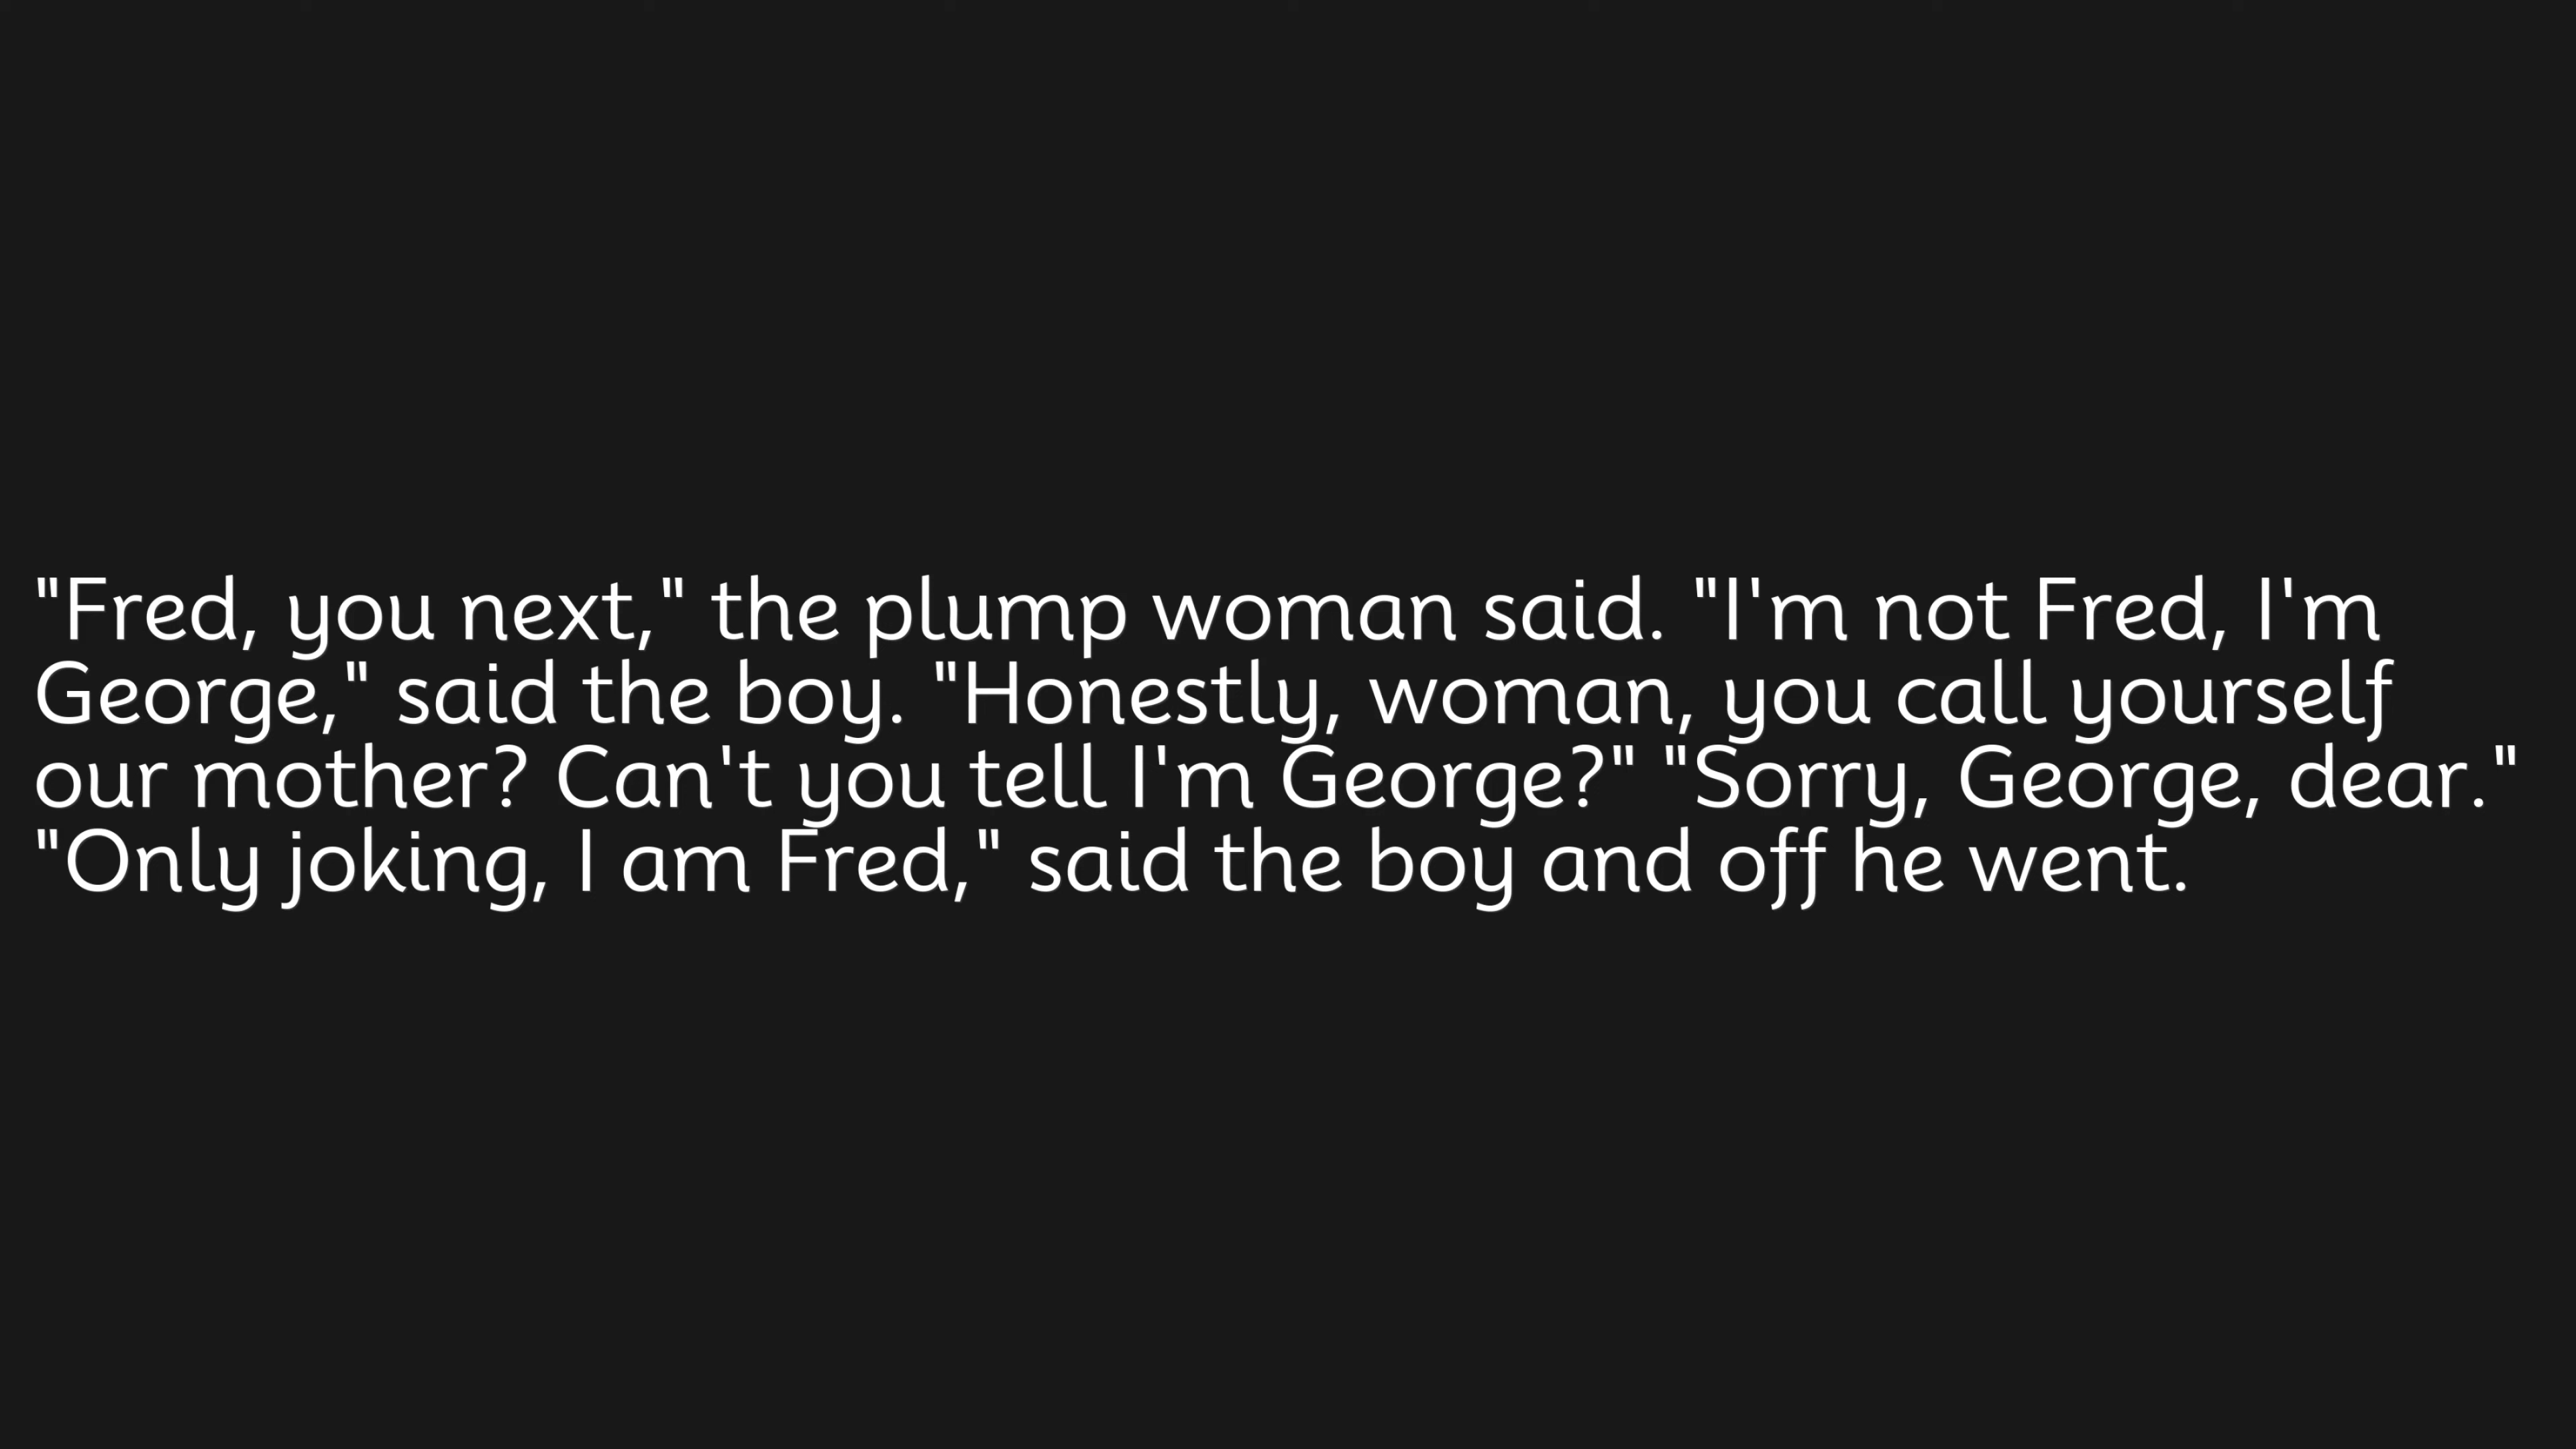 "Fred, you next," the plump woman said. "I'm not Fred, I'm
George," said the boy. "Honestly, woman, you call yourself
our mother? Can't you tell I'm George?" "Sorry, George, dear."
"Only joking, I am Fred," said the boy and off he went.